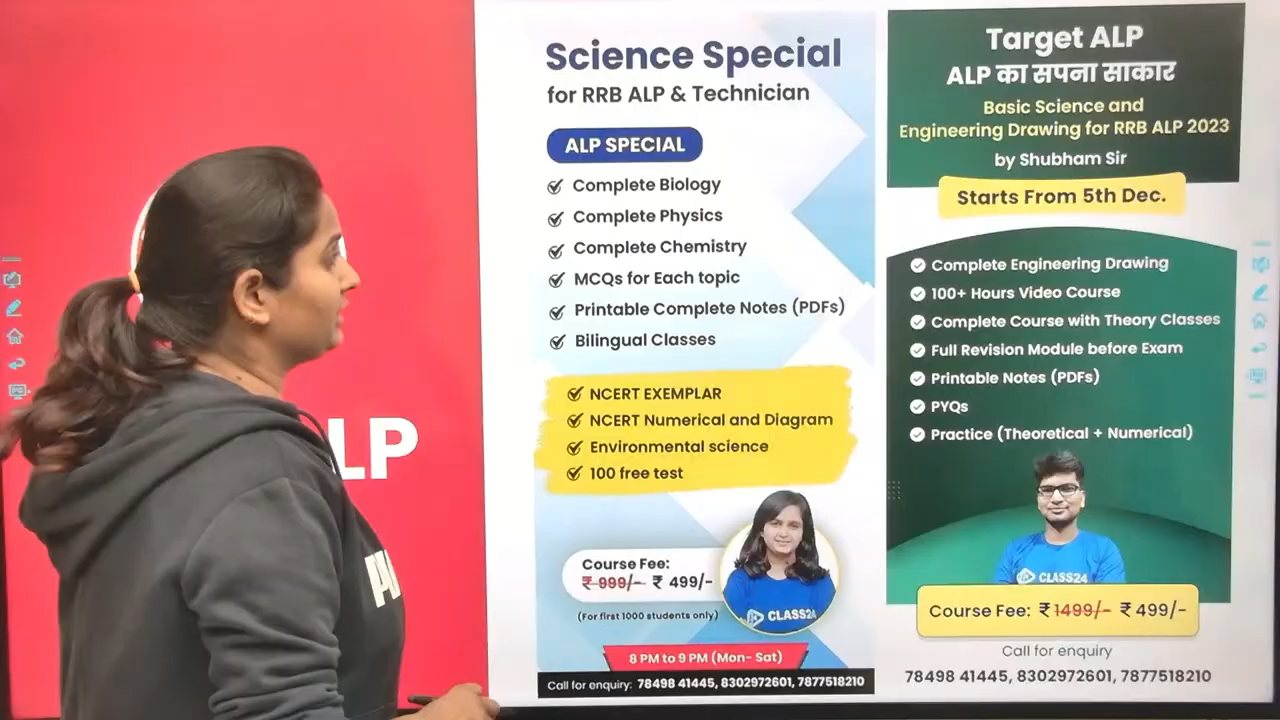 ALP
Science Special
for RRB ALP & Technician
ALP SPECIAL
Complete Biology
Complete Physics
Complete Chemistry
MCQs for Each topic
Printable Complete Notes (PDFs)
Bilingual Classes
NCERT EXEMPLAR
NCERT Numerical and Diagram
Environmental science
100 free test
Course Fee:
₹ 999/- ₹ 499/-
(For first 1000 students only)
CLASS24
8 PM to 9 PM (Mon- Sat)
Call for enquiry: 78498 41445, 8302972601, 7877518210
Target ALP
ALP का सपना साकार
Basic Science and
Engineering Drawing for RRB ALP 2023
by Shubham Sir
Starts From 5th Dec.
Complete Engineering Drawing
100+ Hours Video Course
Complete Course with Theory Classes
Full Revision Module before Exam
Printable Notes (PDFs)
PYQs
Practice (Theoretical + Numerical)
CLASS24
Course Fee: ₹ 1499/- ₹ 499/-
Call for enquiry
78498 41445, 8302972601, 7877518210